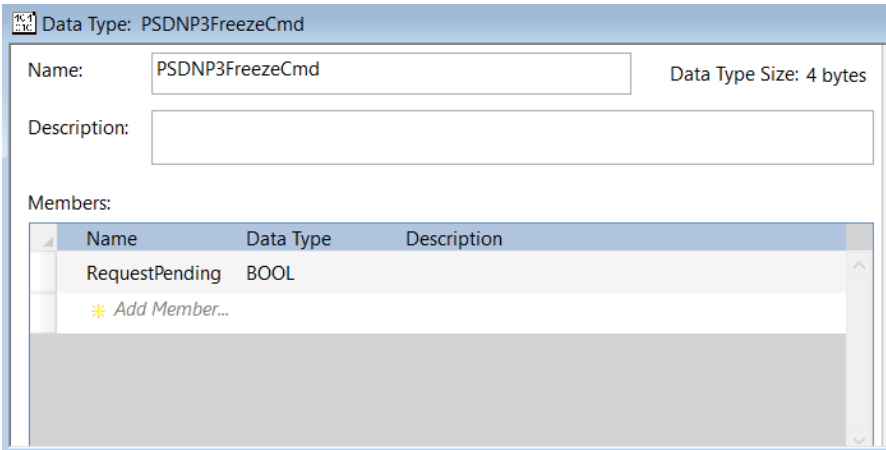 Data Type: PSDNP3FreezeCmd
Name: PSDNP3FreezeCmd Data Type Size: 4 bytes
Description:
Members:
Name Data Type Description
RequestPending BOOL
Add Member...